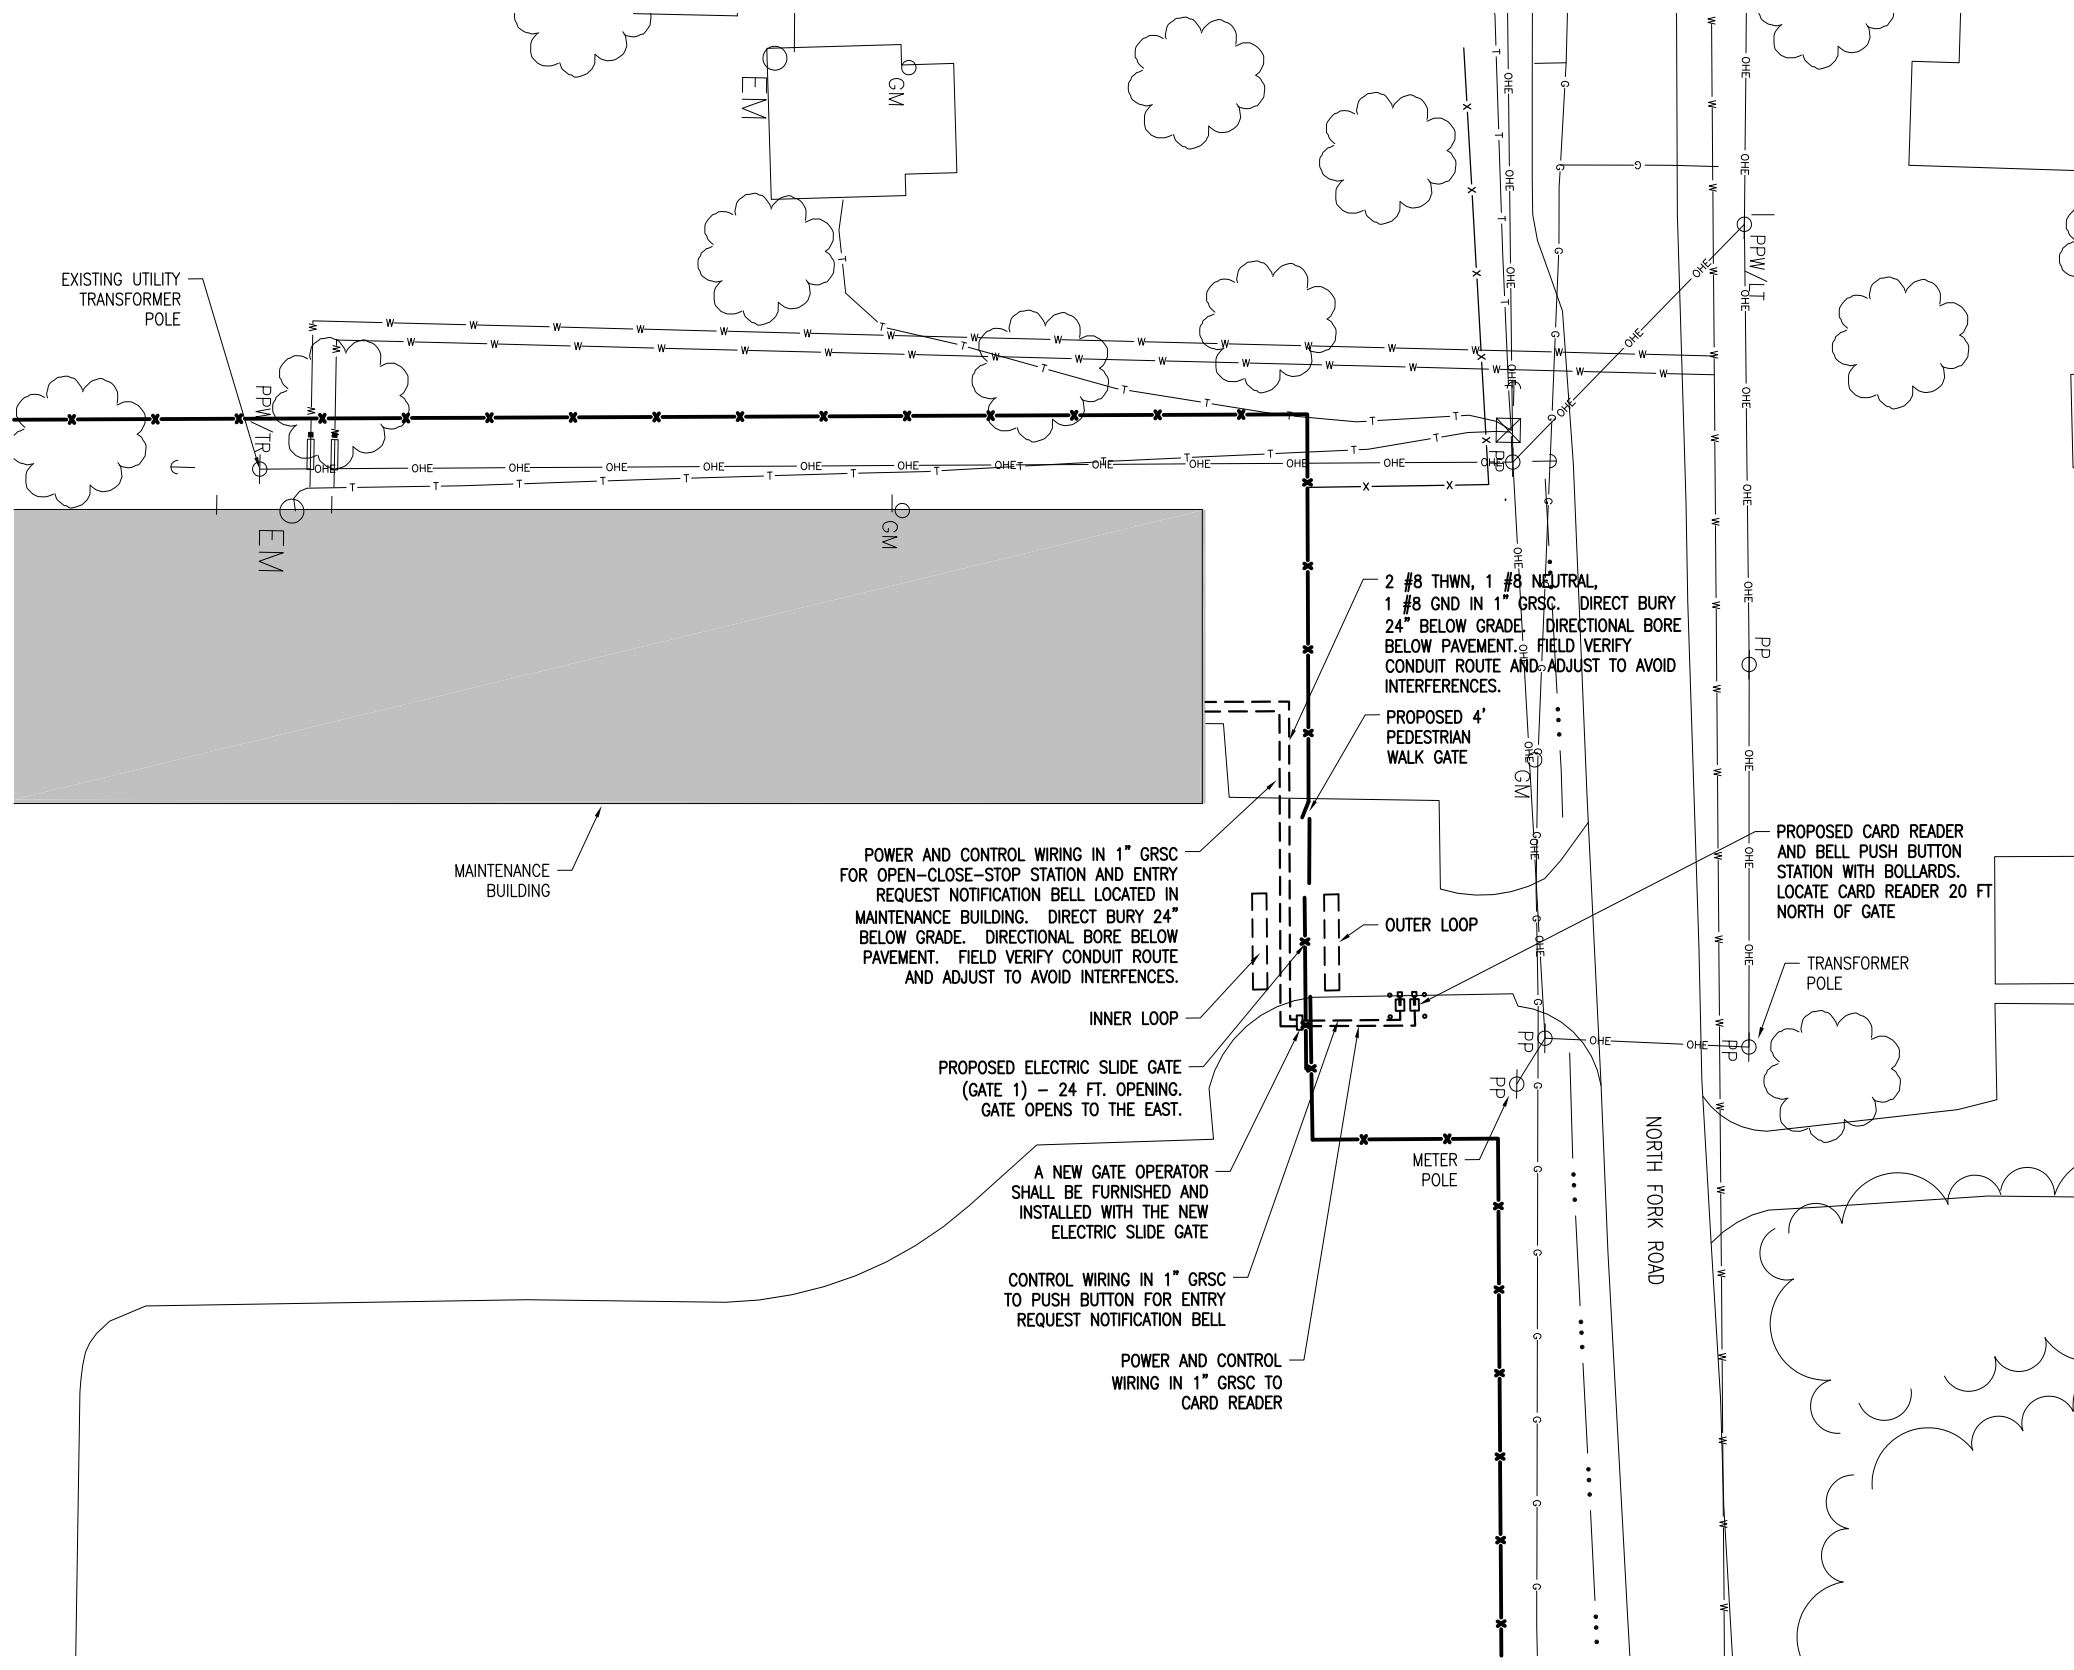 EM
GM
PPW/LT
EXISTING UTILITY
TRANSFORMER
POLE
PPW/TR
PP
EM
GM
2 #8 THWN, 1 #8 NEUTRAL,
1 #8 GND IN 1" GRSC. DIRECT BURY
24" BELOW GRADE. DIRECTIONAL BORE
BELOW PAVEMENT. FIELD VERIFY
CONDUIT ROUTE AND ADJUST TO AVOID
INTERFERENCES.
PP
PROPOSED 4'
PEDESTRIAN
WALK GATE
GM
POWER AND CONTROL WIRING IN 1" GRSC
FOR OPEN-CLOSE-STOP STATION AND ENTRY
REQUEST NOTIFICATION BELL LOCATED IN
MAINTENANCE BUILDING. DIRECT BURY 24"
BELOW GRADE. DIRECTIONAL BORE BELOW
PAVEMENT. FIELD VERIFY CONDUIT ROUTE
AND ADJUST TO AVOID INTERFENCES.
MAINTENANCE
BUILDING
PROPOSED CARD READER
AND BELL PUSH BUTTON
STATION WITH BOLLARDS.
LOCATE CARD READER 20 FT
NORTH OF GATE
OUTER LOOP
TRANSFORMER
POLE
INNER LOOP
PP
PP
PP
PROPOSED ELECTRIC SLIDE GATE
(GATE 1) - 24 FT. OPENING.
GATE OPENS TO THE EAST.
METER
POLE
NORTH FORK ROAD
A NEW GATE OPERATOR
SHALL BE FURNISHED AND
INSTALLED WITH THE NEW
ELECTRIC SLIDE GATE
CONTROL WIRING IN 1" GRSC
TO PUSH BUTTON FOR ENTRY
REQUEST NOTIFICATION BELL
POWER AND CONTROL
WIRING IN 1" GRSC TO
CARD READER
OHE
W
T
G
X